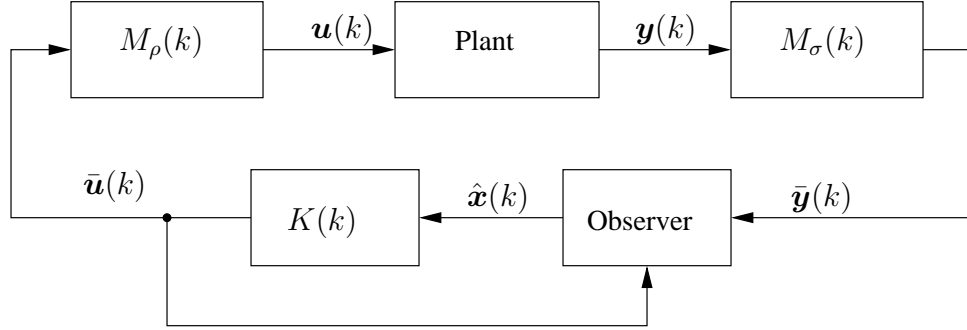 M_ρ(k)
𝒖(k)
Plant
𝒚(k)
M_σ(k)
𝒖̄(k)
K(k)
𝒙̂(k)
Observer
𝒚̄(k)